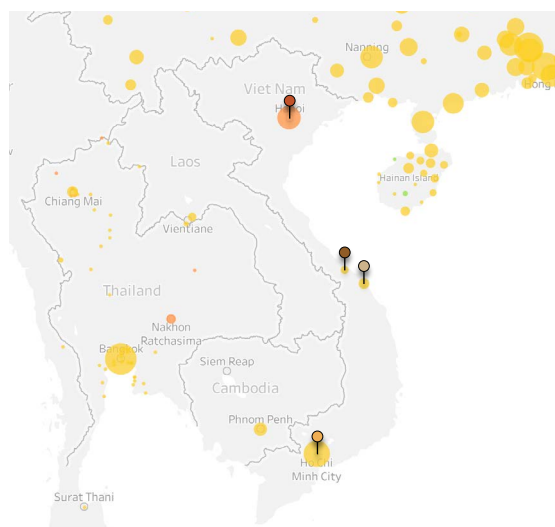 Nanning
Hong
Viet Nam
Hanoi
Laos
Hainan Island
Chiang Mai
Vientiane
Thailand
Nakhon
Ratchasima
Bangkok
Siem Reap
Cambodia
Phnom Penh
Ho Chi
Minh City
Surat Thani